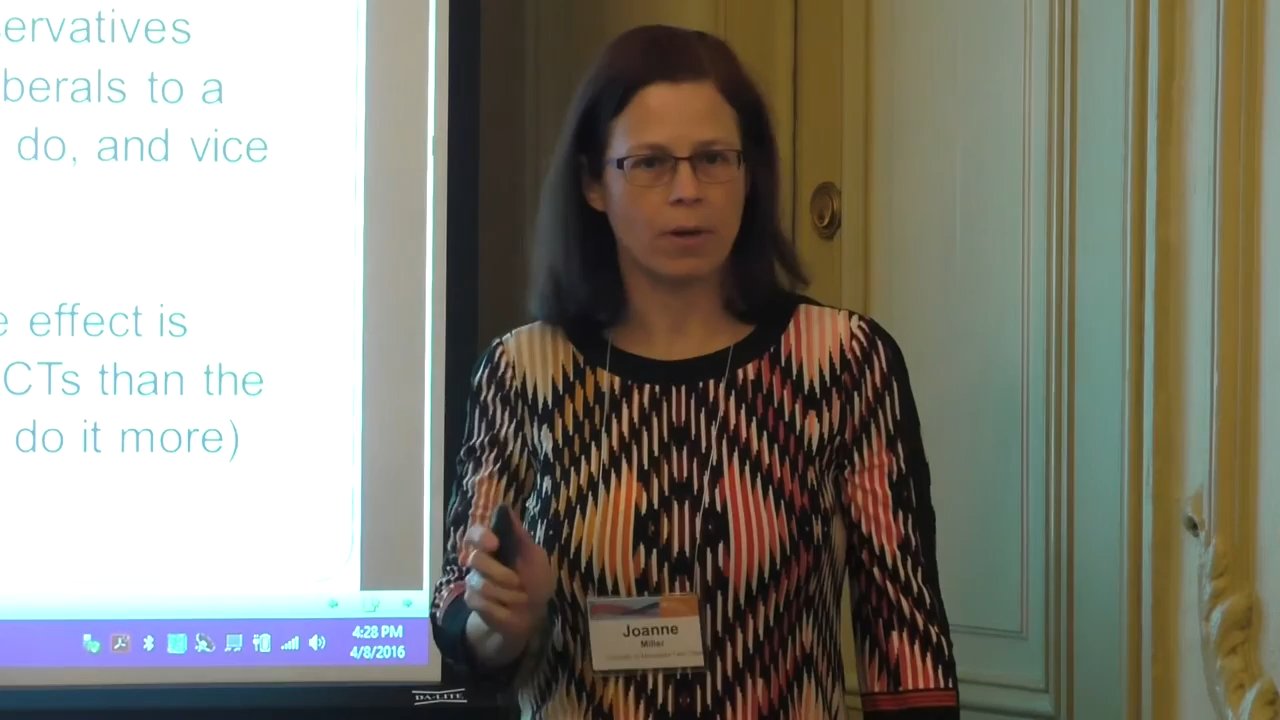 ervatives
berals to a
do, and vice
e effect is
CTs than the
do it more)
4:28 PM
4/8/2016
DA-LITE
Joanne
Miller